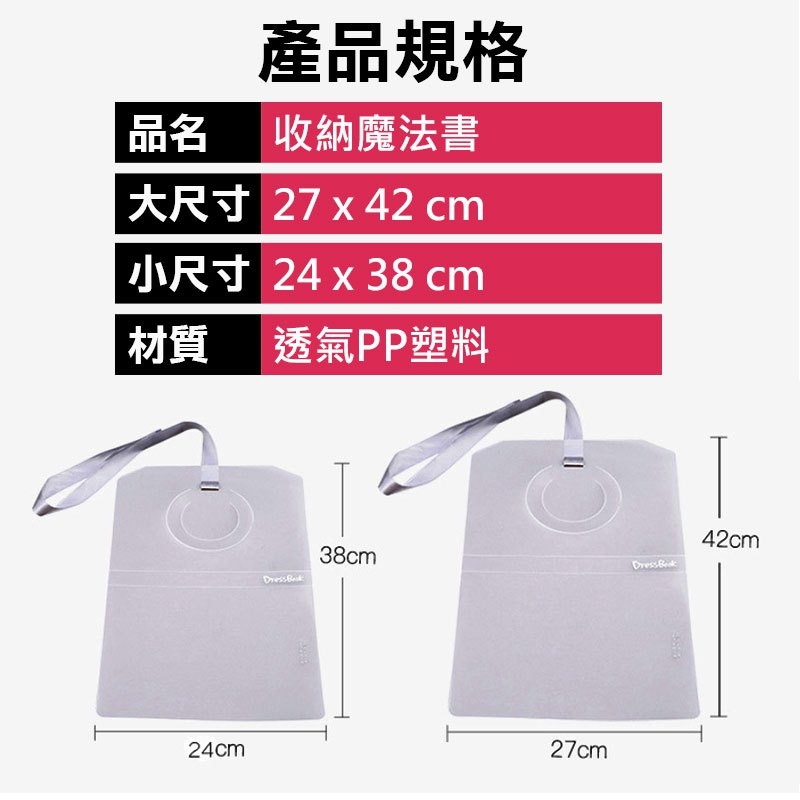 產品規格
品名 收納魔法書
大尺寸 27 x 42 cm
小尺寸 24 x 38 cm
材質 透氣PP塑料
38cm
DressBook
24cm
42cm
DressBook
27cm